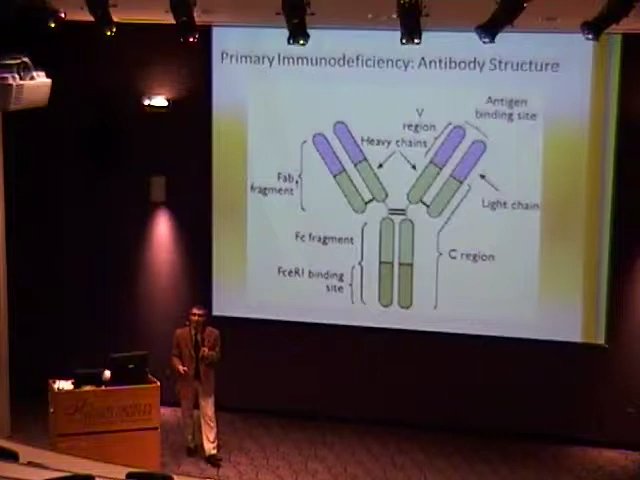 Primary Immunodeficiency: Antibody Structure
Antigen
binding site
V
region
Heavy chains
Fab
fragment
Light chain
Fc fragment
C region
FceRI binding
site